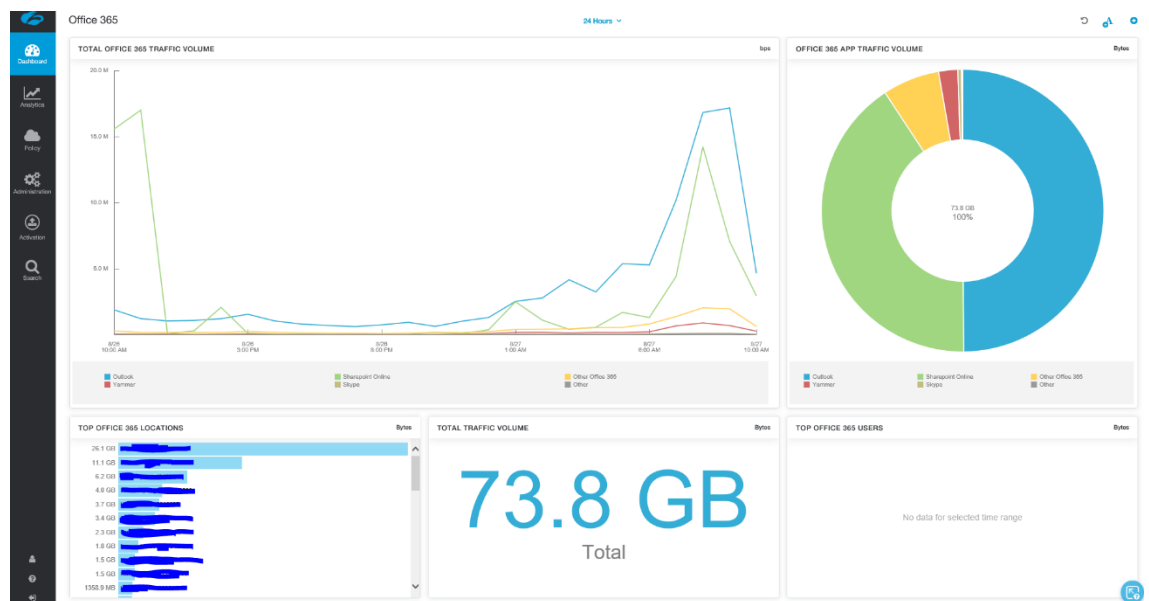 Office 365
24 Hours
Dashboard
Analytics
Policy
Administration
Activation
Search
TOTAL OFFICE 365 TRAFFIC VOLUME
bps
20.0 M
15.0 M
10.0 M
5.0 M
8/26 8/26 8/26 8/27 8/27 8/27
10:00 AM 3:00 PM 8:00 PM 1:00 AM 6:00 AM 10:00 AM
Outlook Sharepoint Online Other Office 365
Yammer Skype Other
OFFICE 365 APP TRAFFIC VOLUME
Bytes
73.8 GB
100%
Outlook Sharepoint Online Other Office 365
Yammer Skype Other
TOP OFFICE 365 LOCATIONS
Bytes
26.1 GB
11.1 GB
6.2 GB
4.8 GB
3.7 GB
3.4 GB
2.3 GB
1.8 GB
1.5 GB
1.5 GB
1358.9 MB
TOTAL TRAFFIC VOLUME
Bytes
73.8 GB
Total
TOP OFFICE 365 USERS
Bytes
No data for selected time range